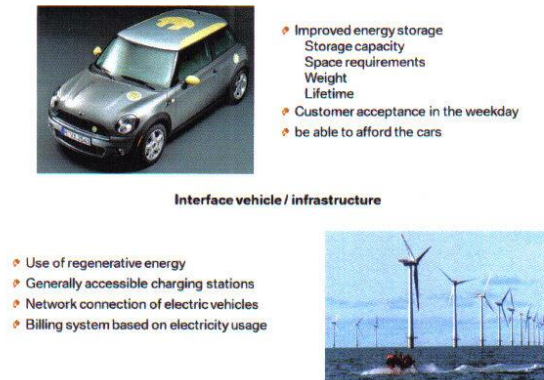 Improved energy storage
Storage capacity
Space requirements
Weight
Lifetime
Customer acceptance in the weekday
be able to afford the cars
Interface vehicle / infrastructure
Use of regenerative energy
Generally accessible charging stations
Network connection of electric vehicles
Billing system based on electricity usage